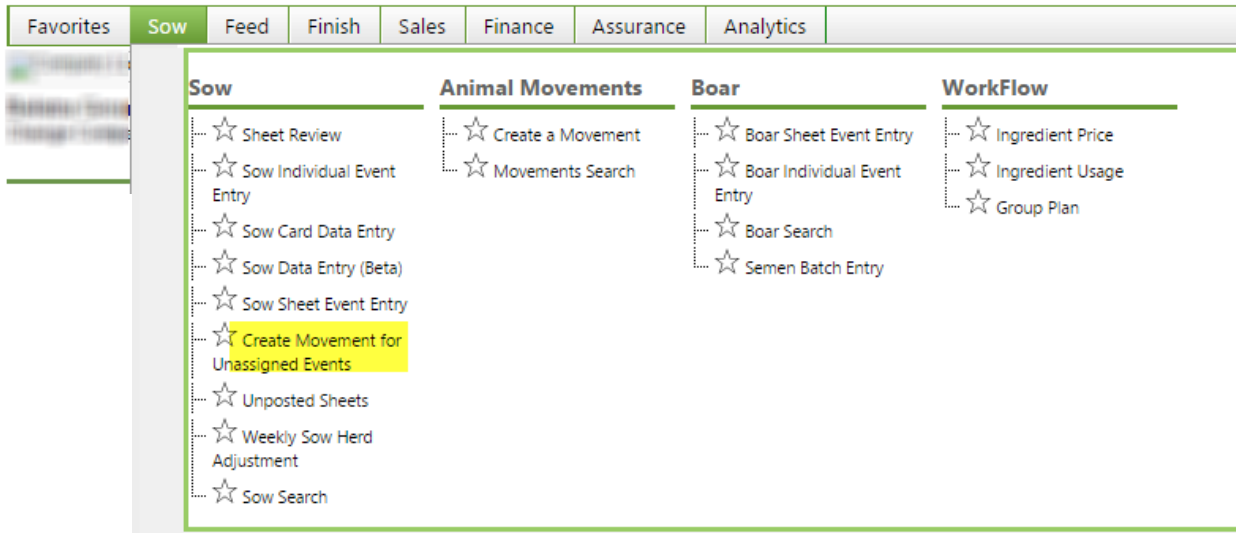 Favorites Sow Feed Finish Sales Finance Assurance Analytics
Sow
Sheet Review
Sow Individual Event
Entry
Sow Card Data Entry
Sow Data Entry (Beta)
Sow Sheet Event Entry
Create Movement for
Unassigned Events
Unposted Sheets
Weekly Sow Herd
Adjustment
Sow Search
Animal Movements
Create a Movement
Movements Search
Boar
Boar Sheet Event Entry
Boar Individual Event
Entry
Boar Search
Semen Batch Entry
WorkFlow
Ingredient Price
Ingredient Usage
Group Plan